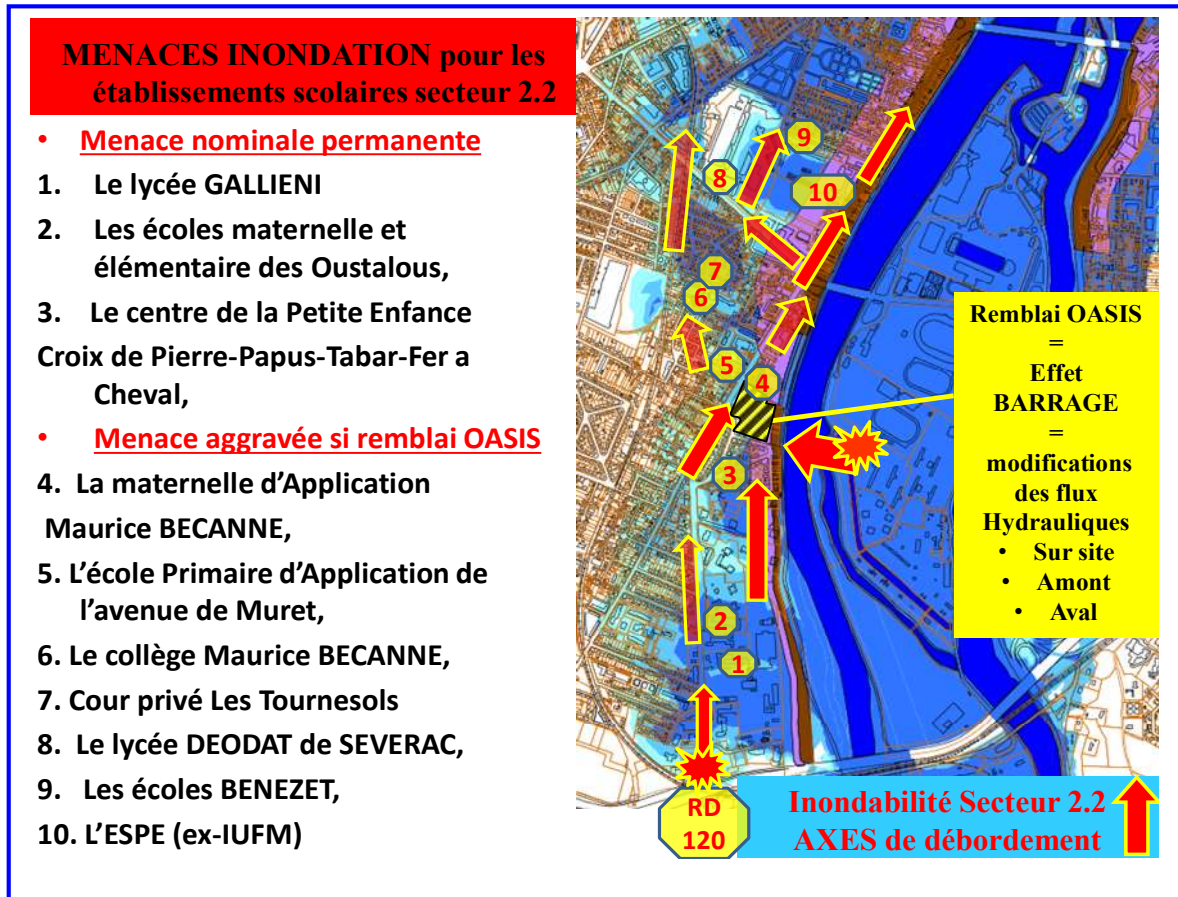 MENACES INONDATION pour les
établissements scolaires secteur 2.2
• Menace nominale permanente
1. Le lycée GALLIENI
2. Les écoles maternelle et
élémentaire des Oustalous,
3. Le centre de la Petite Enfance
Croix de Pierre-Papus-Tabar-Fer a
Cheval,
• Menace aggravée si remblai OASIS
4. La maternelle d'Application
Maurice BECANNE,
5. L'école Primaire d'Application de
l'avenue de Muret,
6. Le collège Maurice BECANNE,
7. Cour privé Les Tournesols
8. Le lycée DEODAT de SEVERAC,
9. Les écoles BENEZET,
10. L'ESPE (ex-IUFM)
9
8
10
7
6
5
4
3
2
1
RD
120
Remblai OASIS
=
Effet
BARRAGE
=
modifications
des flux
Hydrauliques
• Sur site
• Amont
• Aval
Inondabilité Secteur 2.2
AXES de débordement